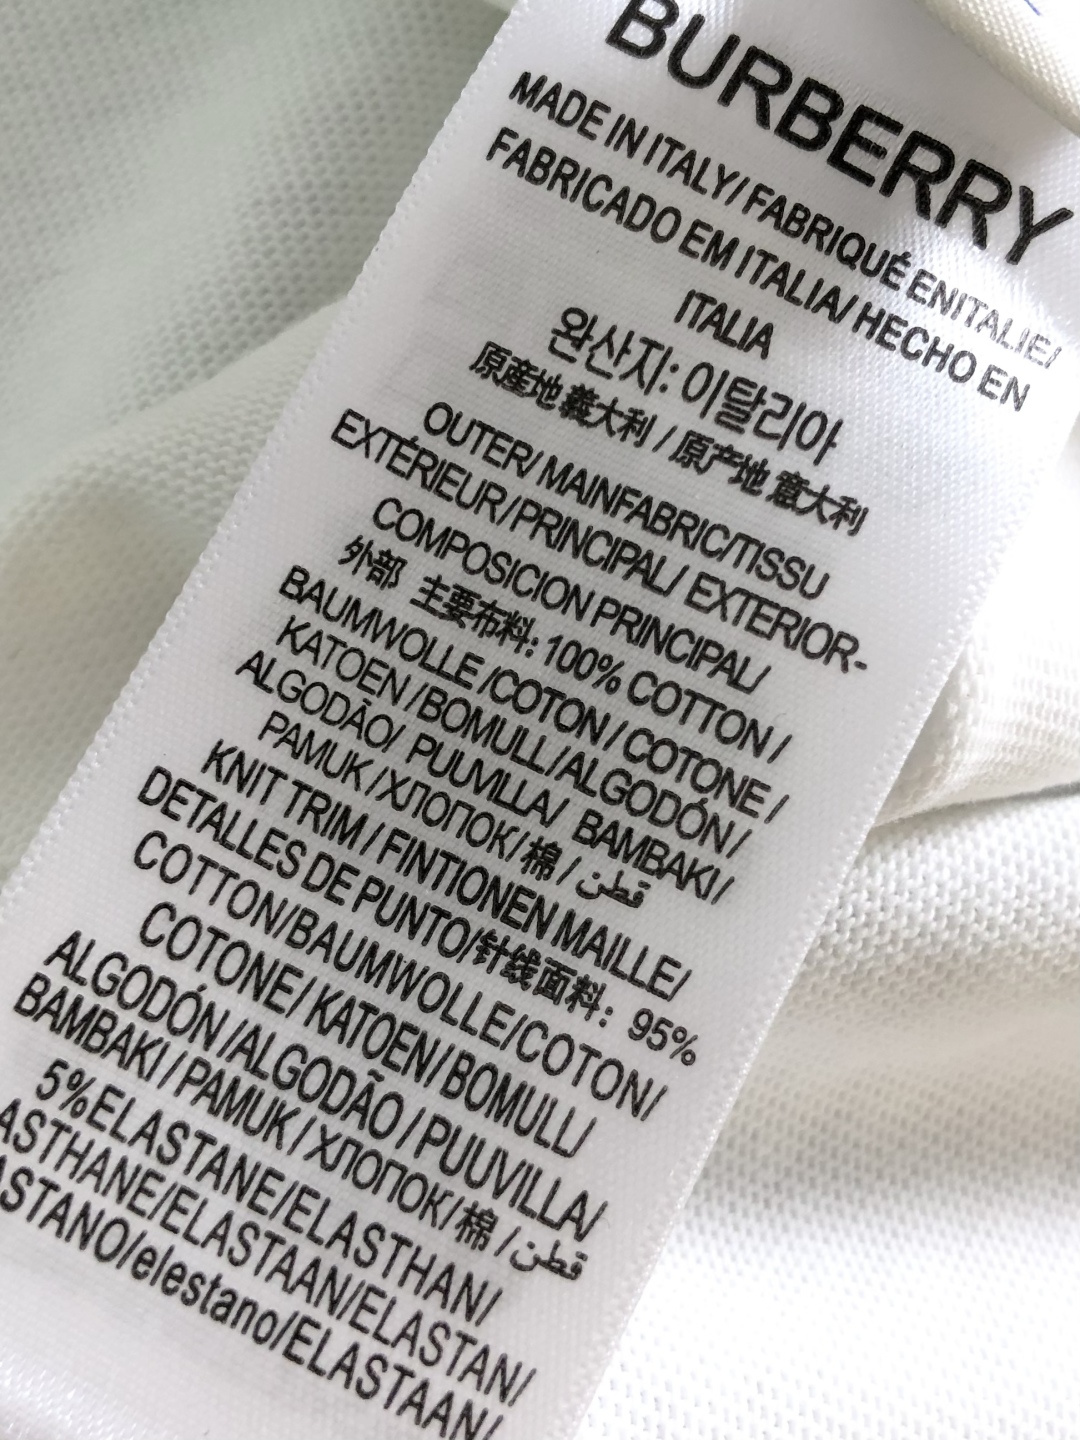 BURBERRY
MADE IN ITALY/ FABRIQUÉ ENITALIE/
FABRICADO EM ITALIA/ HECHO EN
ITALIA
완산지: 이탈리아
原産地 義大利 / 原产地 意大利
OUTER/ MAINFABRIC/TISSU
EXTÉRIEUR/PRINCIPAL/ EXTERIOR-
COMPOSICION PRINCIPAL/
外部 主要布料: 100% COTTON /
BAUMWOLLE /COTON / COTONE /
KATOEN /BOMULL/ALGODÓN /
ALGODÃO/ PUUVILLA/ BAMBAKI /
PAMUK /ХЛОПОК/ 棉 / قطن
KNIT TRIM / FINTIONEN MAILLE/
DETALLES DE PUNTO/针线面料: 95%
COTTON/BAUMWOLLE/COTON/
COTONE/ KATOEN/ BOMULL/
ALGODÓN /ALGODÃO / PUUVILLA/
BAMBAKI / PAMUK / ХЛОПОК/ 棉 / قطن
5%ELASTANE/ELASTHAN/
ASTHANE/ELASTAAN/ELASTAN/
ASTANO/elestano/ELASTAAN/